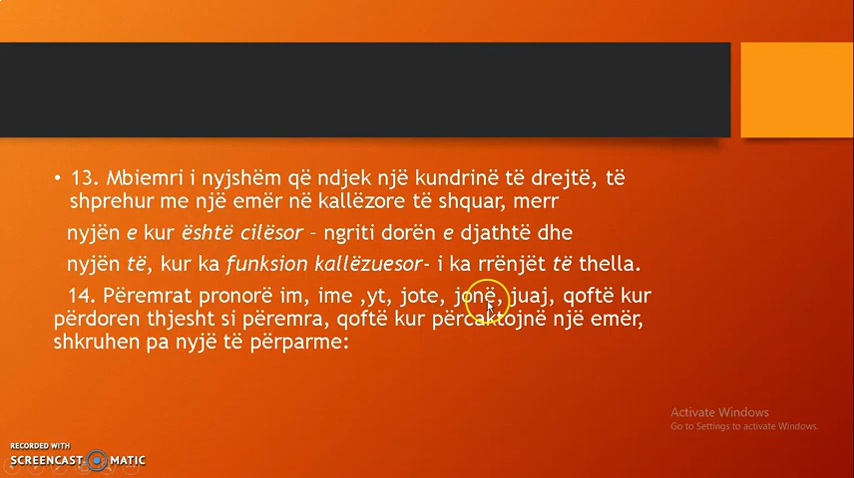 • 13. Mbiemri i nyjshëm që ndjek një kundrinë të drejtë, të
shprehur me një emër në kallëzore të shquar, merr
nyjën e kur është cilësor – ngriti dorën e djathtë dhe
nyjën të, kur ka funksion kallëzuesor- i ka rrënjët të thella.
14. Përemrat pronorë im, ime ,yt, jote, jonë, juaj, qoftë kur
përdoren thjesht si përemra, qoftë kur përcaktojnë një emër,
shkruhen pa nyjë të përparme:
Activate Windows
Go to Settings to activate Windows.
RECORDED WITH
SCREENCAST MATIC